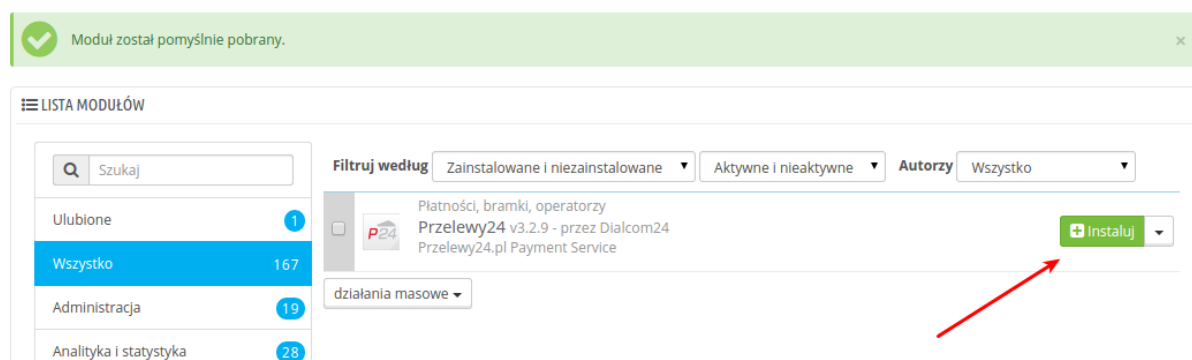 Moduł został pomyślnie pobrany.
×
LISTA MODUŁÓW
Szukaj
Filtruj według Zainstalowane i niezainstalowane Aktywne i nieaktywne Autorzy Wszystko
Ulubione 1
Wszystko 167
Administracja 19
Analityka i statystyka 28
Płatności, bramki, operatorzy
P24 Przelewy24 v3.2.9 - przez Dialcom24
Przelewy24.pl Payment Service
Instaluj
działania masowe